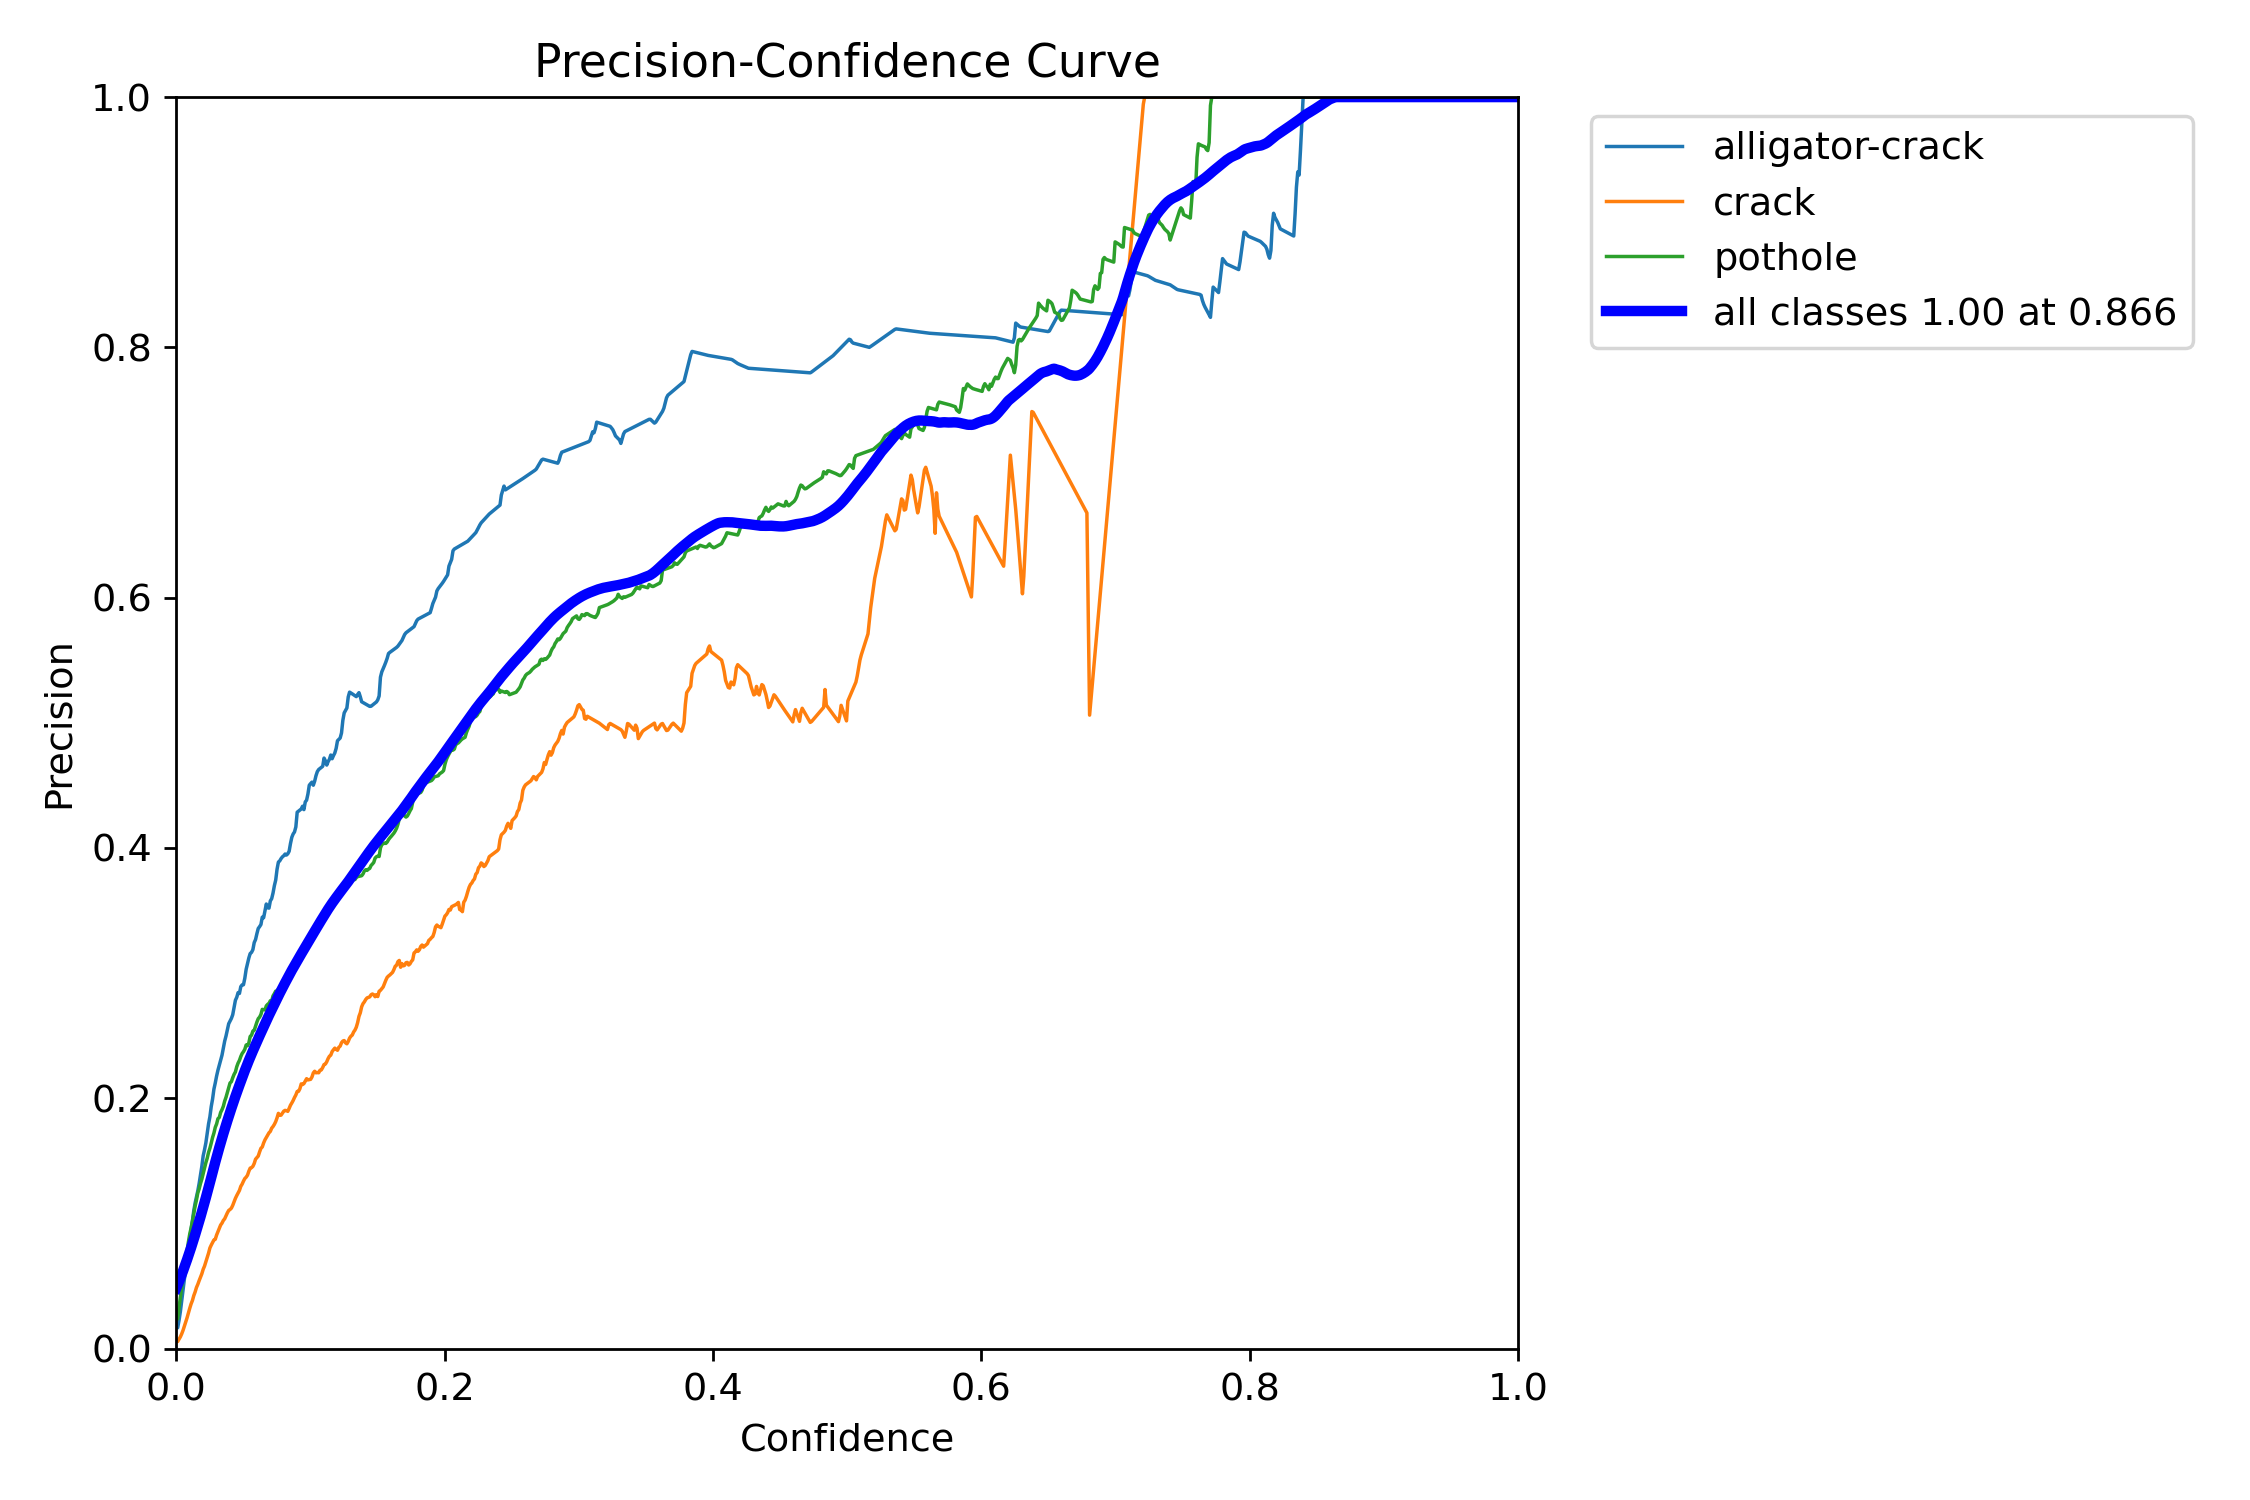 Precision-Confidence Curve
1.0
0.8
0.6
0.4
0.2
0.0
Precision
0.0 0.2 0.4 0.6 0.8 1.0
Confidence
alligator-crack
crack
pothole
all classes 1.00 at 0.866